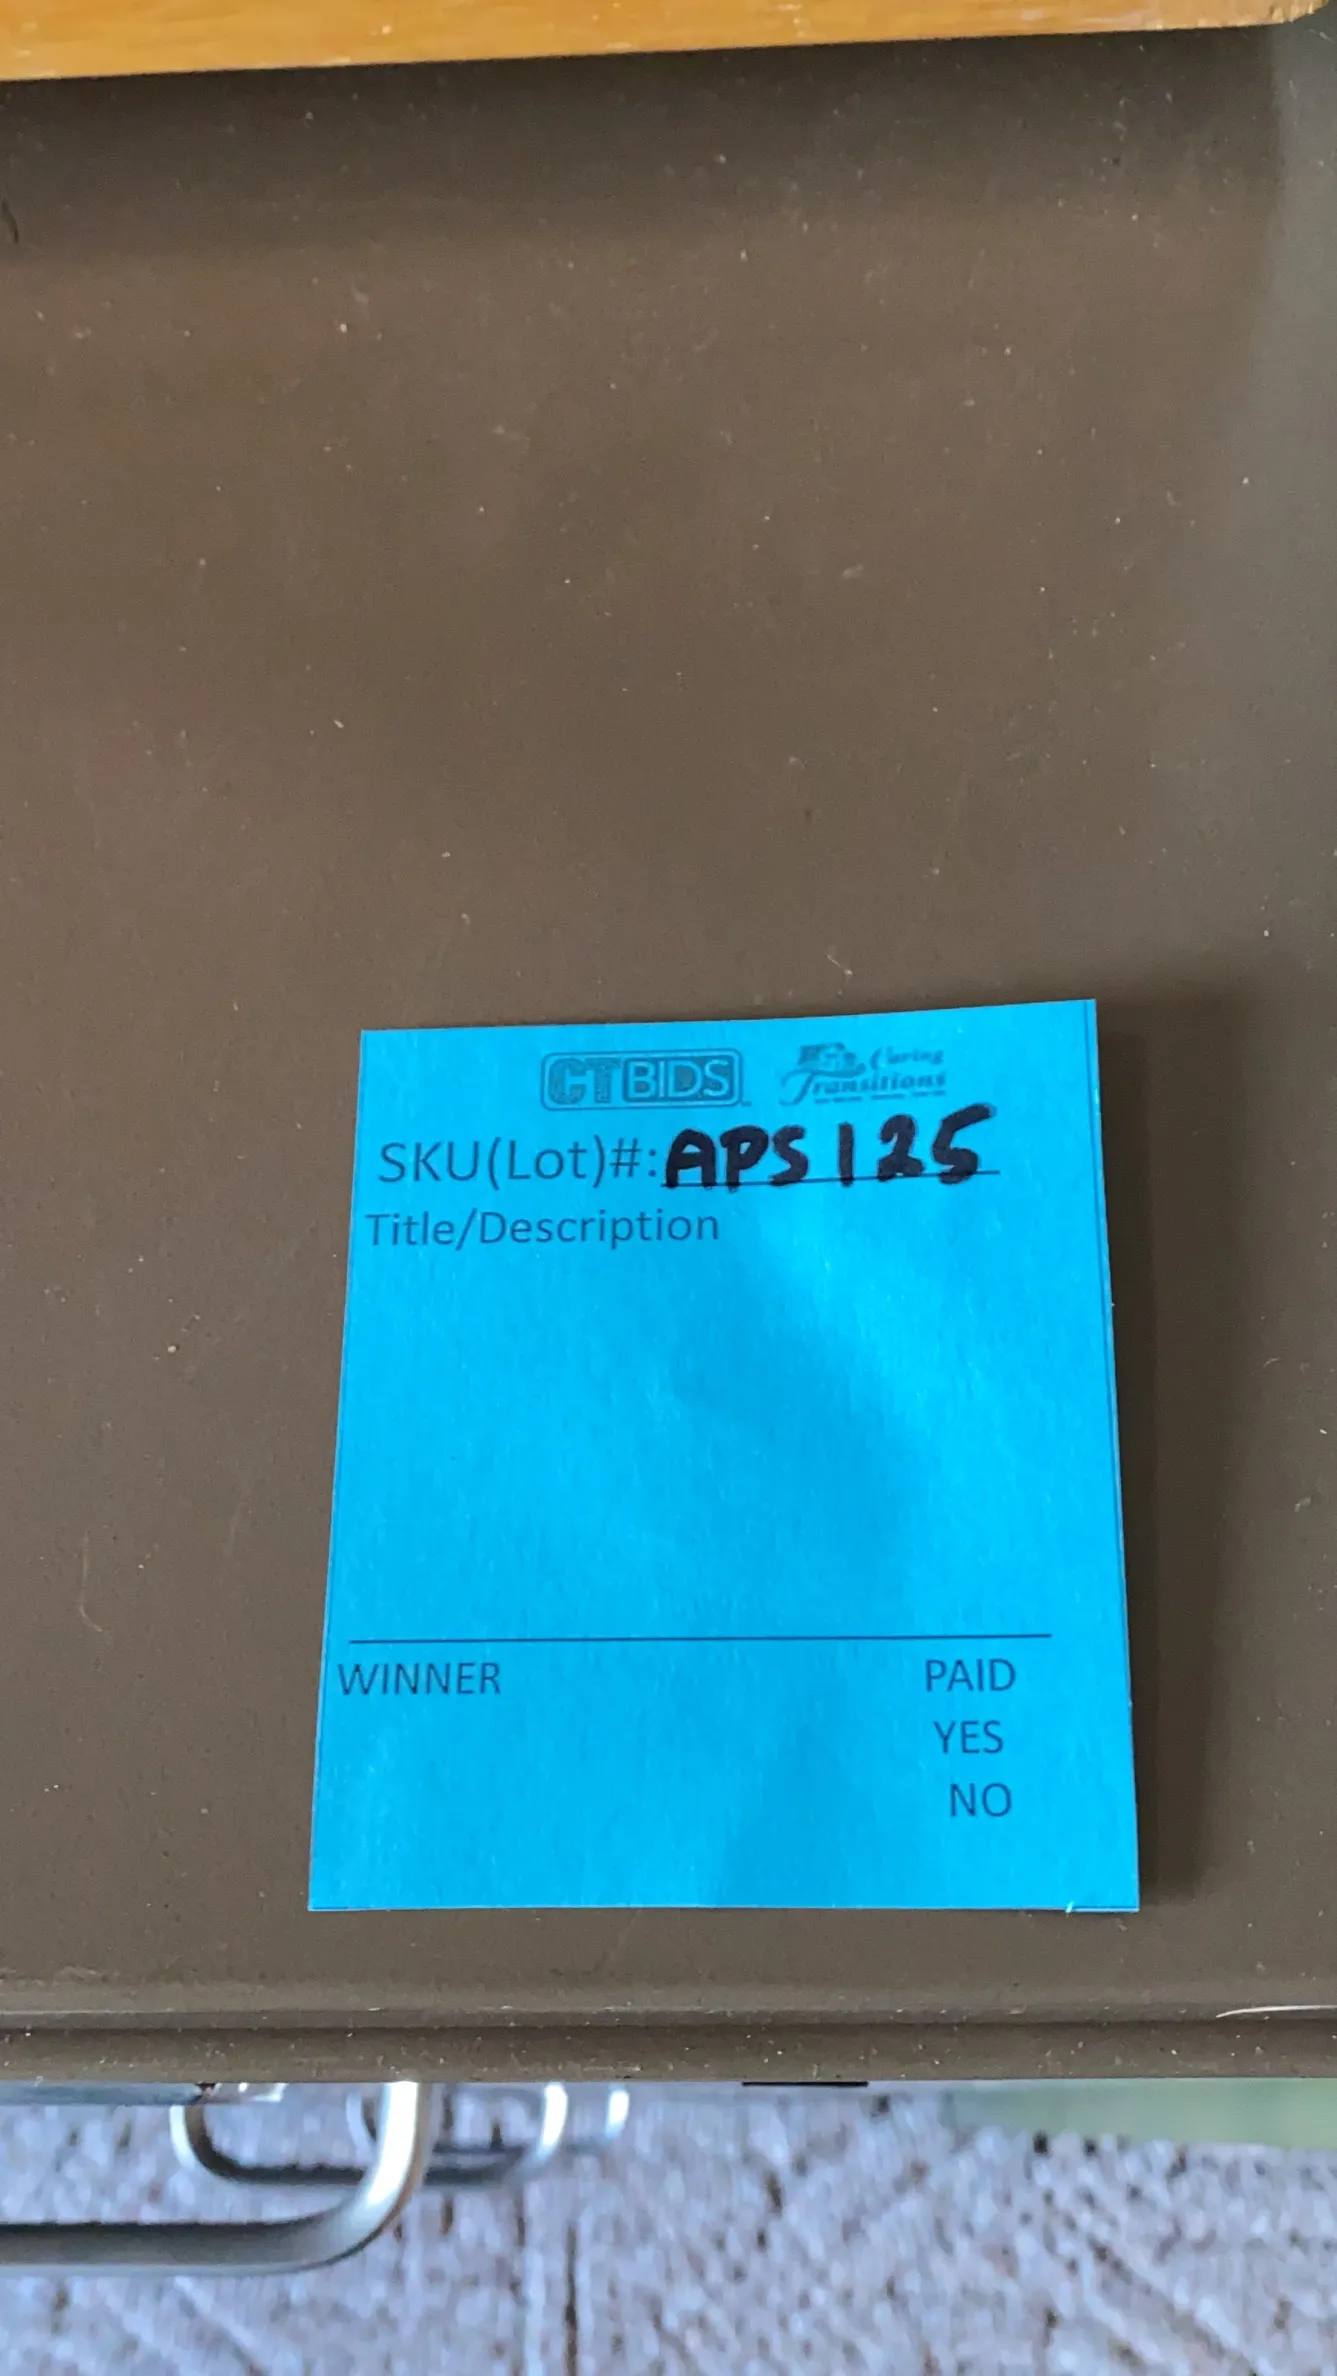 CTBIDS Caring Transitions
SKU(Lot)#: APS125
Title/Description
WINNER PAID
YES
NO